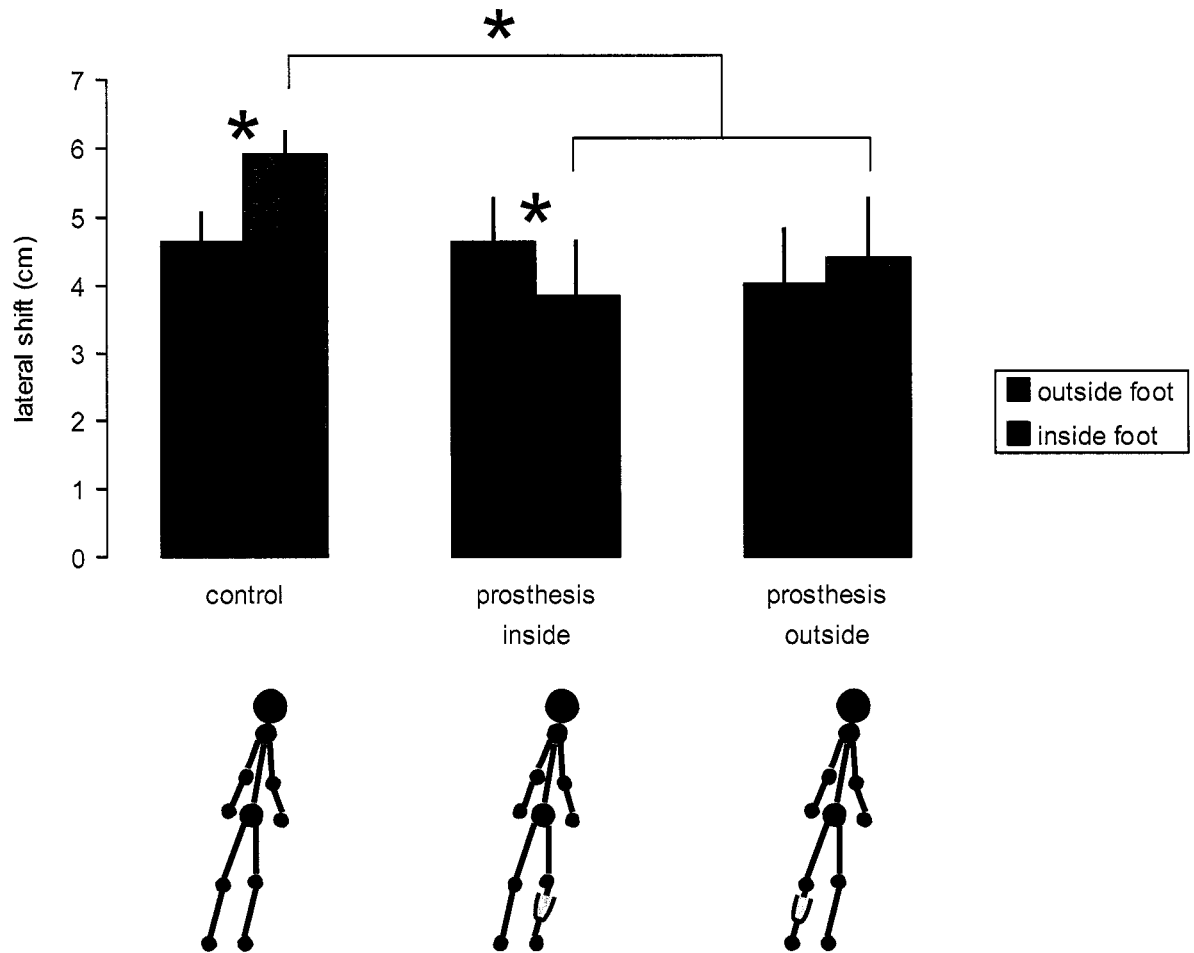 *
7
6
5
4
3
2
1
0
lateral shift (cm)
*
*
outside foot
inside foot
control
prosthesis
inside
prosthesis
outside